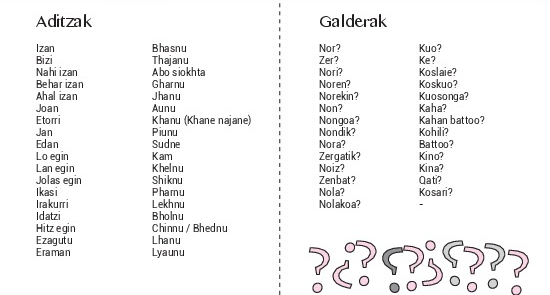 Aditzak
Izan Bhasnu
Bizi Thajanu
Nahi izan Abo siokhta
Behar izan Gharnu
Ahal izan Jhanu
Joan Aunu
Etorri Khanu (Khane najane)
Jan Piunu
Edan Sudne
Lo egin Kam
Lan egin Khelnu
Jolas egin Shiknu
Ikasi Pharnu
Irakurri Lekhnu
Idatzi Bholnu
Hitz egin Chinnu / Bhednu
Ezagutu Lhanu
Eraman Lyaunu
Galderak
Nor? Kuo?
Zer? Ke?
Nori? Koslaie?
Noren? Koskuo?
Norekin? Kuosonga?
Non? Kaha?
Nongoa? Kahan battoo?
Nondik? Kohili?
Nora? Battoo?
Zergatik? Kino?
Noiz? Kina?
Zenbat? Qati?
Nola? Kosari?
Nolakoa? -